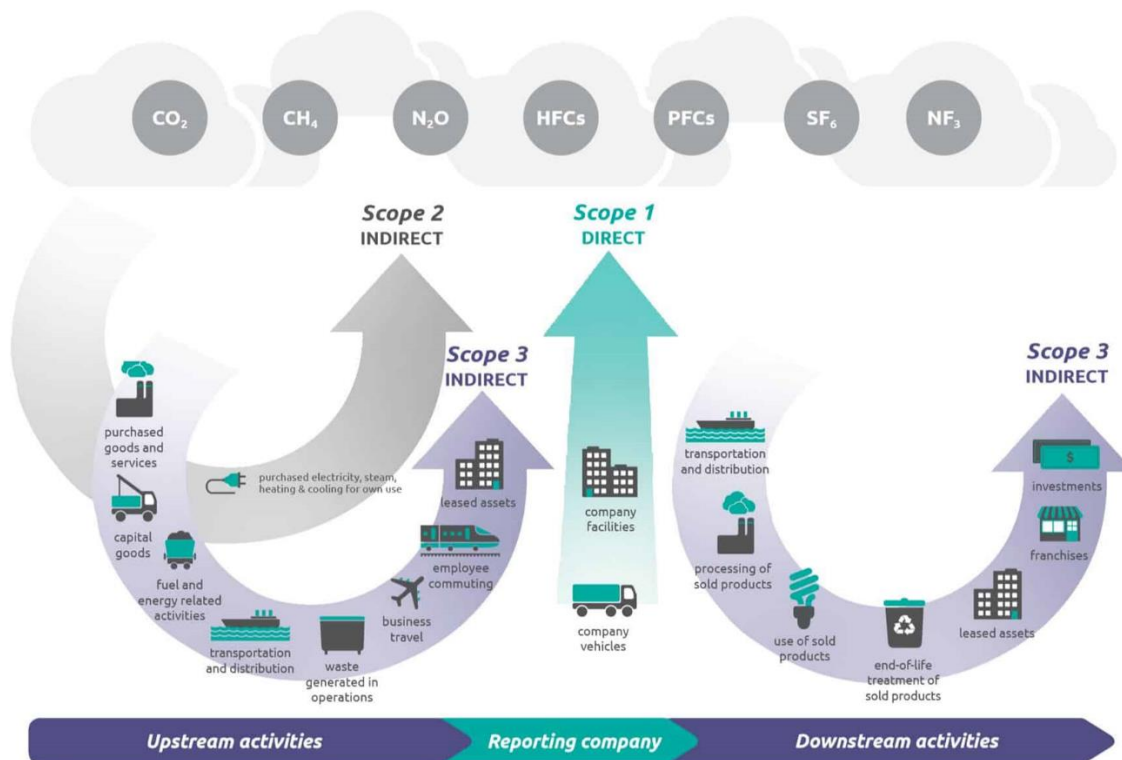 CO₂
CH₄
N₂O
HFCs
PFCs
SF₆
NF₃
Scope 2
INDIRECT
Scope 1
DIRECT
Scope 3
INDIRECT
Scope 3
INDIRECT
purchased
goods and
services
capital
goods
fuel and
energy related
activities
transportation
and distribution
waste
generated in
operations
business
travel
employee
commuting
leased assets
purchased electricity, steam,
heating & cooling for own use
company
facilities
company
vehicles
transportation
and distribution
processing of
sold products
use of sold
products
end-of-life
treatment of
sold products
leased assets
franchises
$
investments
Upstream activities
Reporting company
Downstream activities